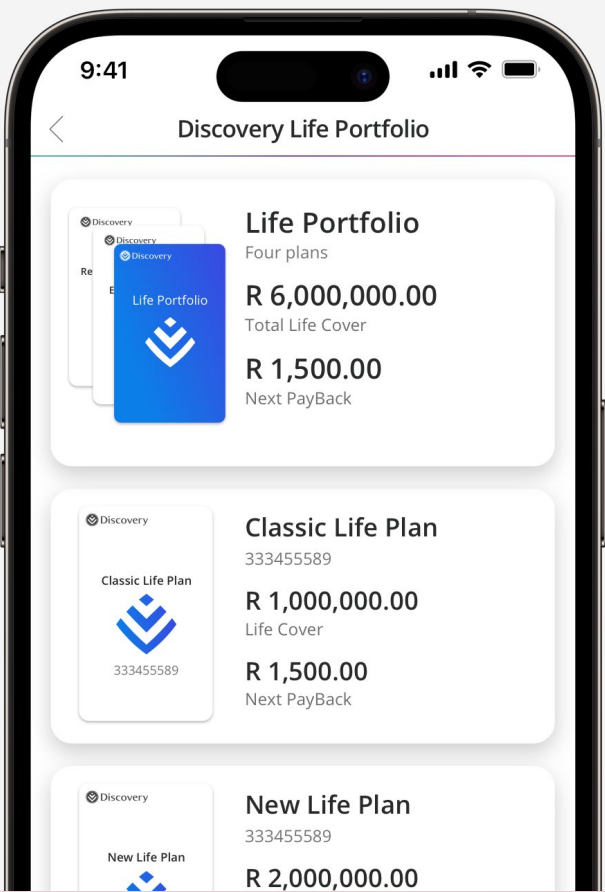 9:41
Discovery Life Portfolio
Discovery
Discovery
Discovery
Re
E
Life Portfolio
Life Portfolio
Four plans
R 6,000,000.00
Total Life Cover
R 1,500.00
Next PayBack
Discovery
Classic Life Plan
333455589
Classic Life Plan
333455589
R 1,000,000.00
Life Cover
R 1,500.00
Next PayBack
Discovery
New Life Plan
New Life Plan
333455589
R 2,000,000.00